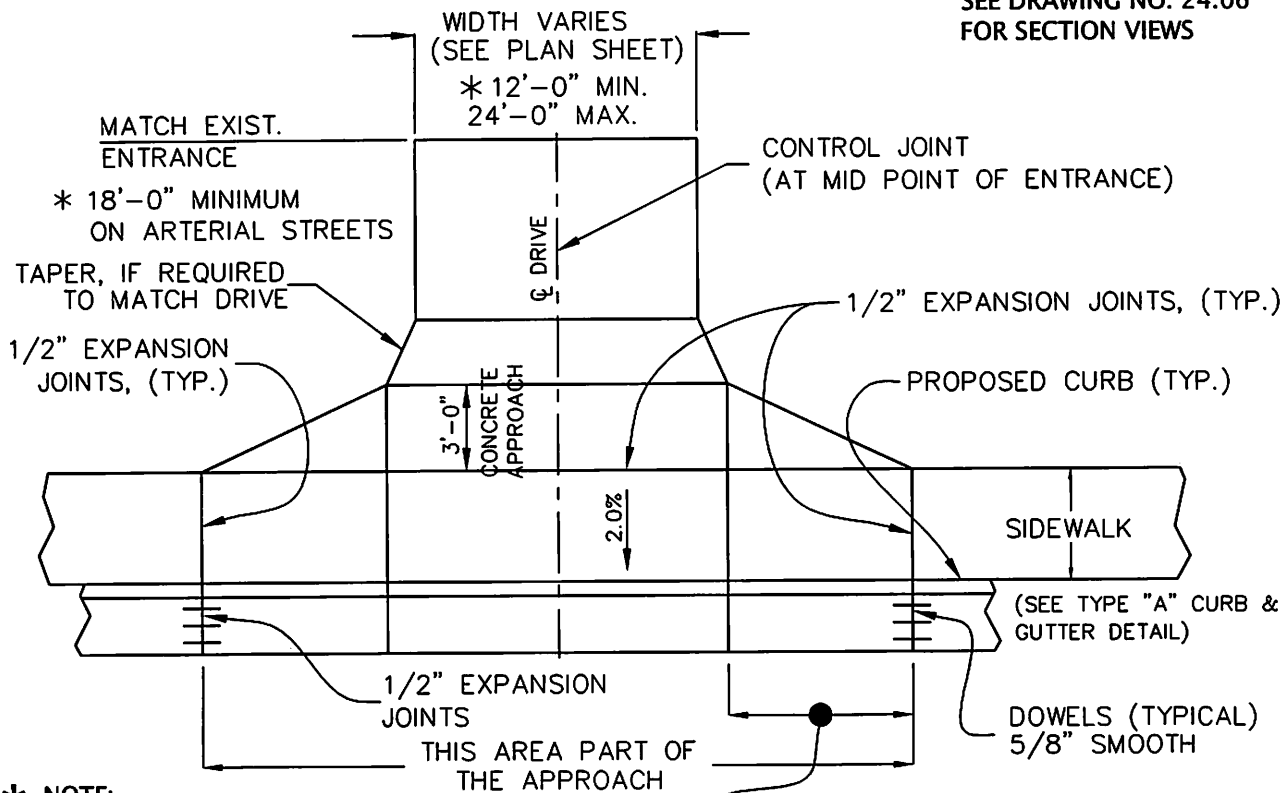 SEE DRAWING NO. 24.06
FOR SECTION VIEWS
WIDTH VARIES
(SEE PLAN SHEET)
* 12'-0" MIN.
24'-0" MAX.
MATCH EXIST.
ENTRANCE
* 18'-0" MINIMUM
ON ARTERIAL STREETS
CONTROL JOINT
(AT MID POINT OF ENTRANCE)
TAPER, IF REQUIRED
TO MATCH DRIVE
℄ DRIVE
1/2" EXPANSION JOINTS, (TYP.)
1/2" EXPANSION
JOINTS, (TYP.)
PROPOSED CURB (TYP.)
3'-0"
CONCRETE
APPROACH
2.0%
SIDEWALK
(SEE TYPE "A" CURB &
GUTTER DETAIL)
1/2" EXPANSION
JOINTS
DOWELS (TYPICAL)
5/8" SMOOTH
THIS AREA PART OF
THE APPROACH
* NOTE: